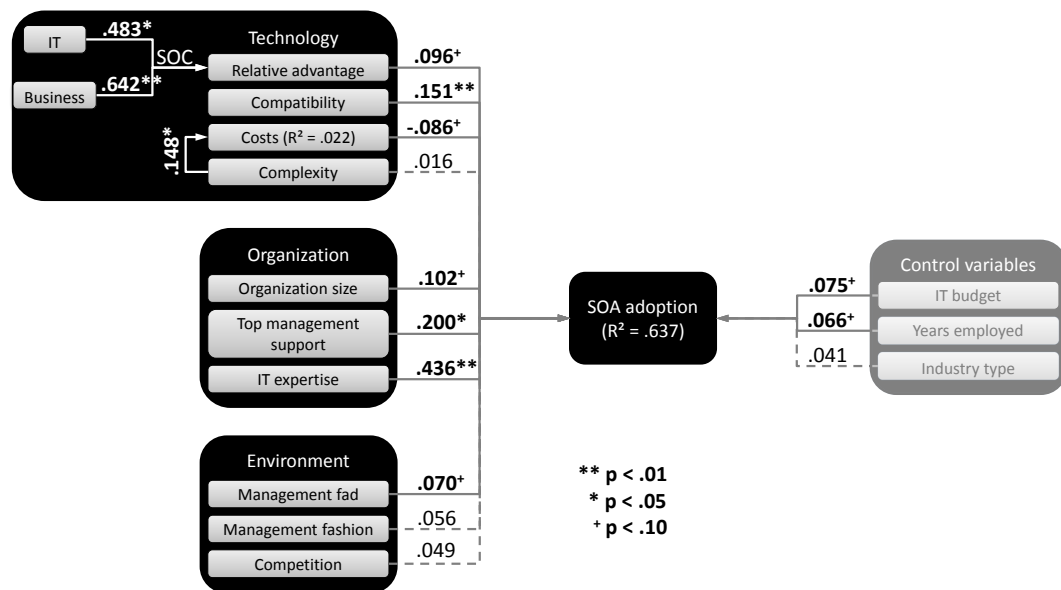 Technology
IT
.483*
SOC
Business
.642**
Relative advantage
.096⁺
Compatibility
.151**
Costs (R² = .022)
-.086⁺
.148*
Complexity
.016
Organization
Organization size
.102⁺
Top management
support
.200*
IT expertise
.436**
Environment
Management fad
.070⁺
Management fashion
.056
Competition
.049
SOA adoption
(R² = .637)
Control variables
.075⁺
IT budget
.066⁺
Years employed
.041
Industry type
** p < .01
* p < .05
⁺ p < .10